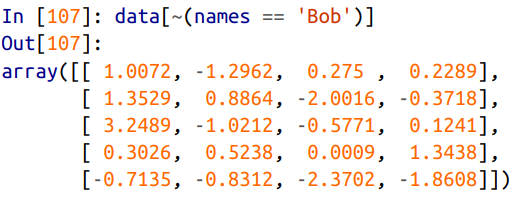 In [107]: data[~(names == 'Bob')]
Out[107]:
array([[ 1.0072, -1.2962,  0.275 ,  0.2289],
       [ 1.3529,  0.8864, -2.0016, -0.3718],
       [ 3.2489, -1.0212, -0.5771,  0.1241],
       [ 0.3026,  0.5238,  0.0009,  1.3438],
       [-0.7135, -0.8312, -2.3702, -1.8608]])